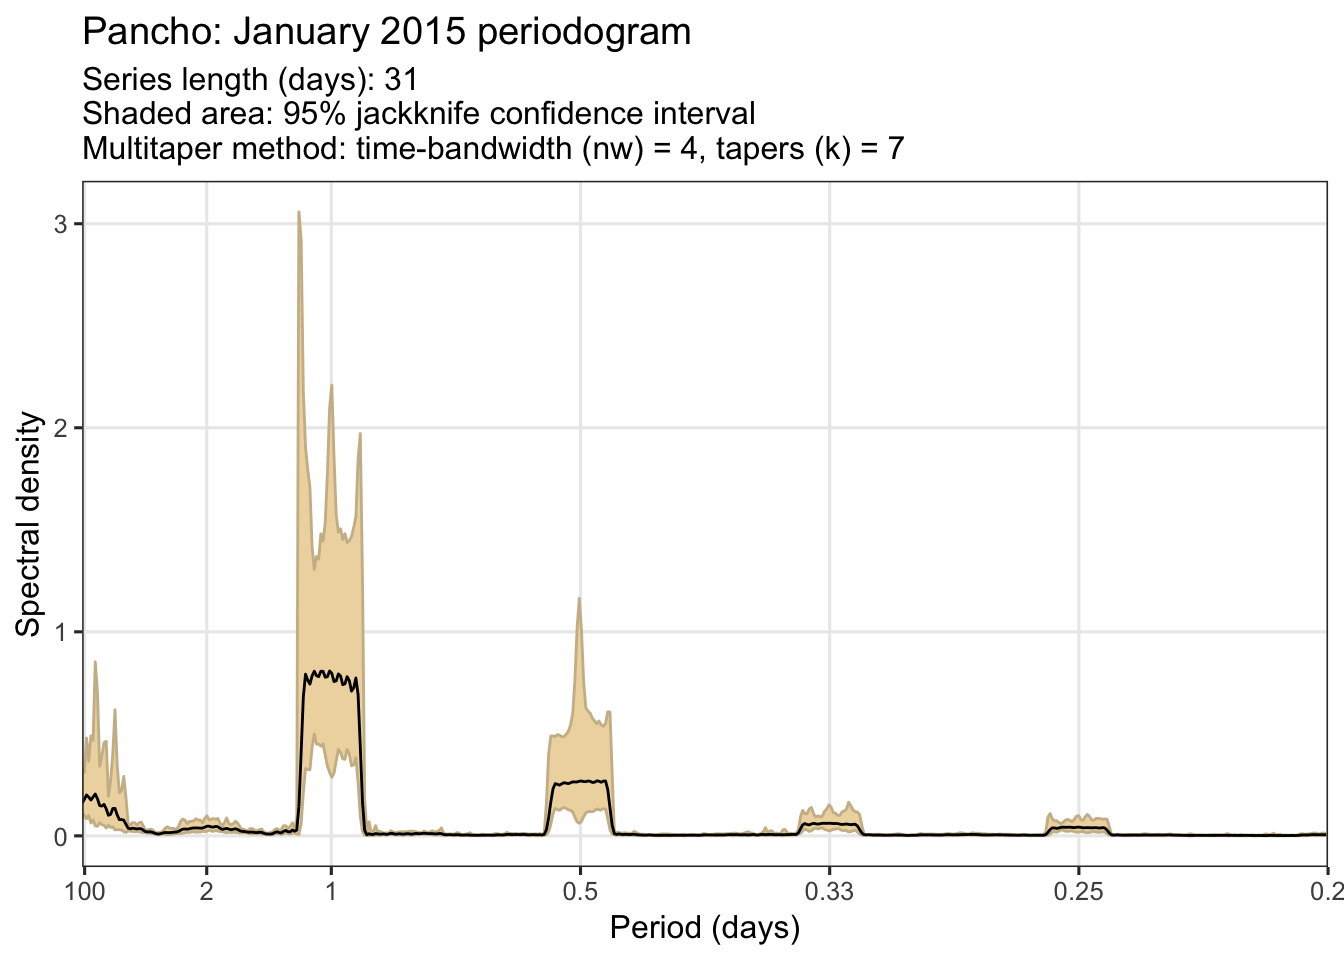 Pancho: January 2015 periodogram
Series length (days): 31
Shaded area: 95% jackknife confidence interval
Multitaper method: time-bandwidth (nw) = 4, tapers (k) = 7
3
2
1
0
Spectral density
100 2 1 0.5 0.33 0.25 0.2
Period (days)